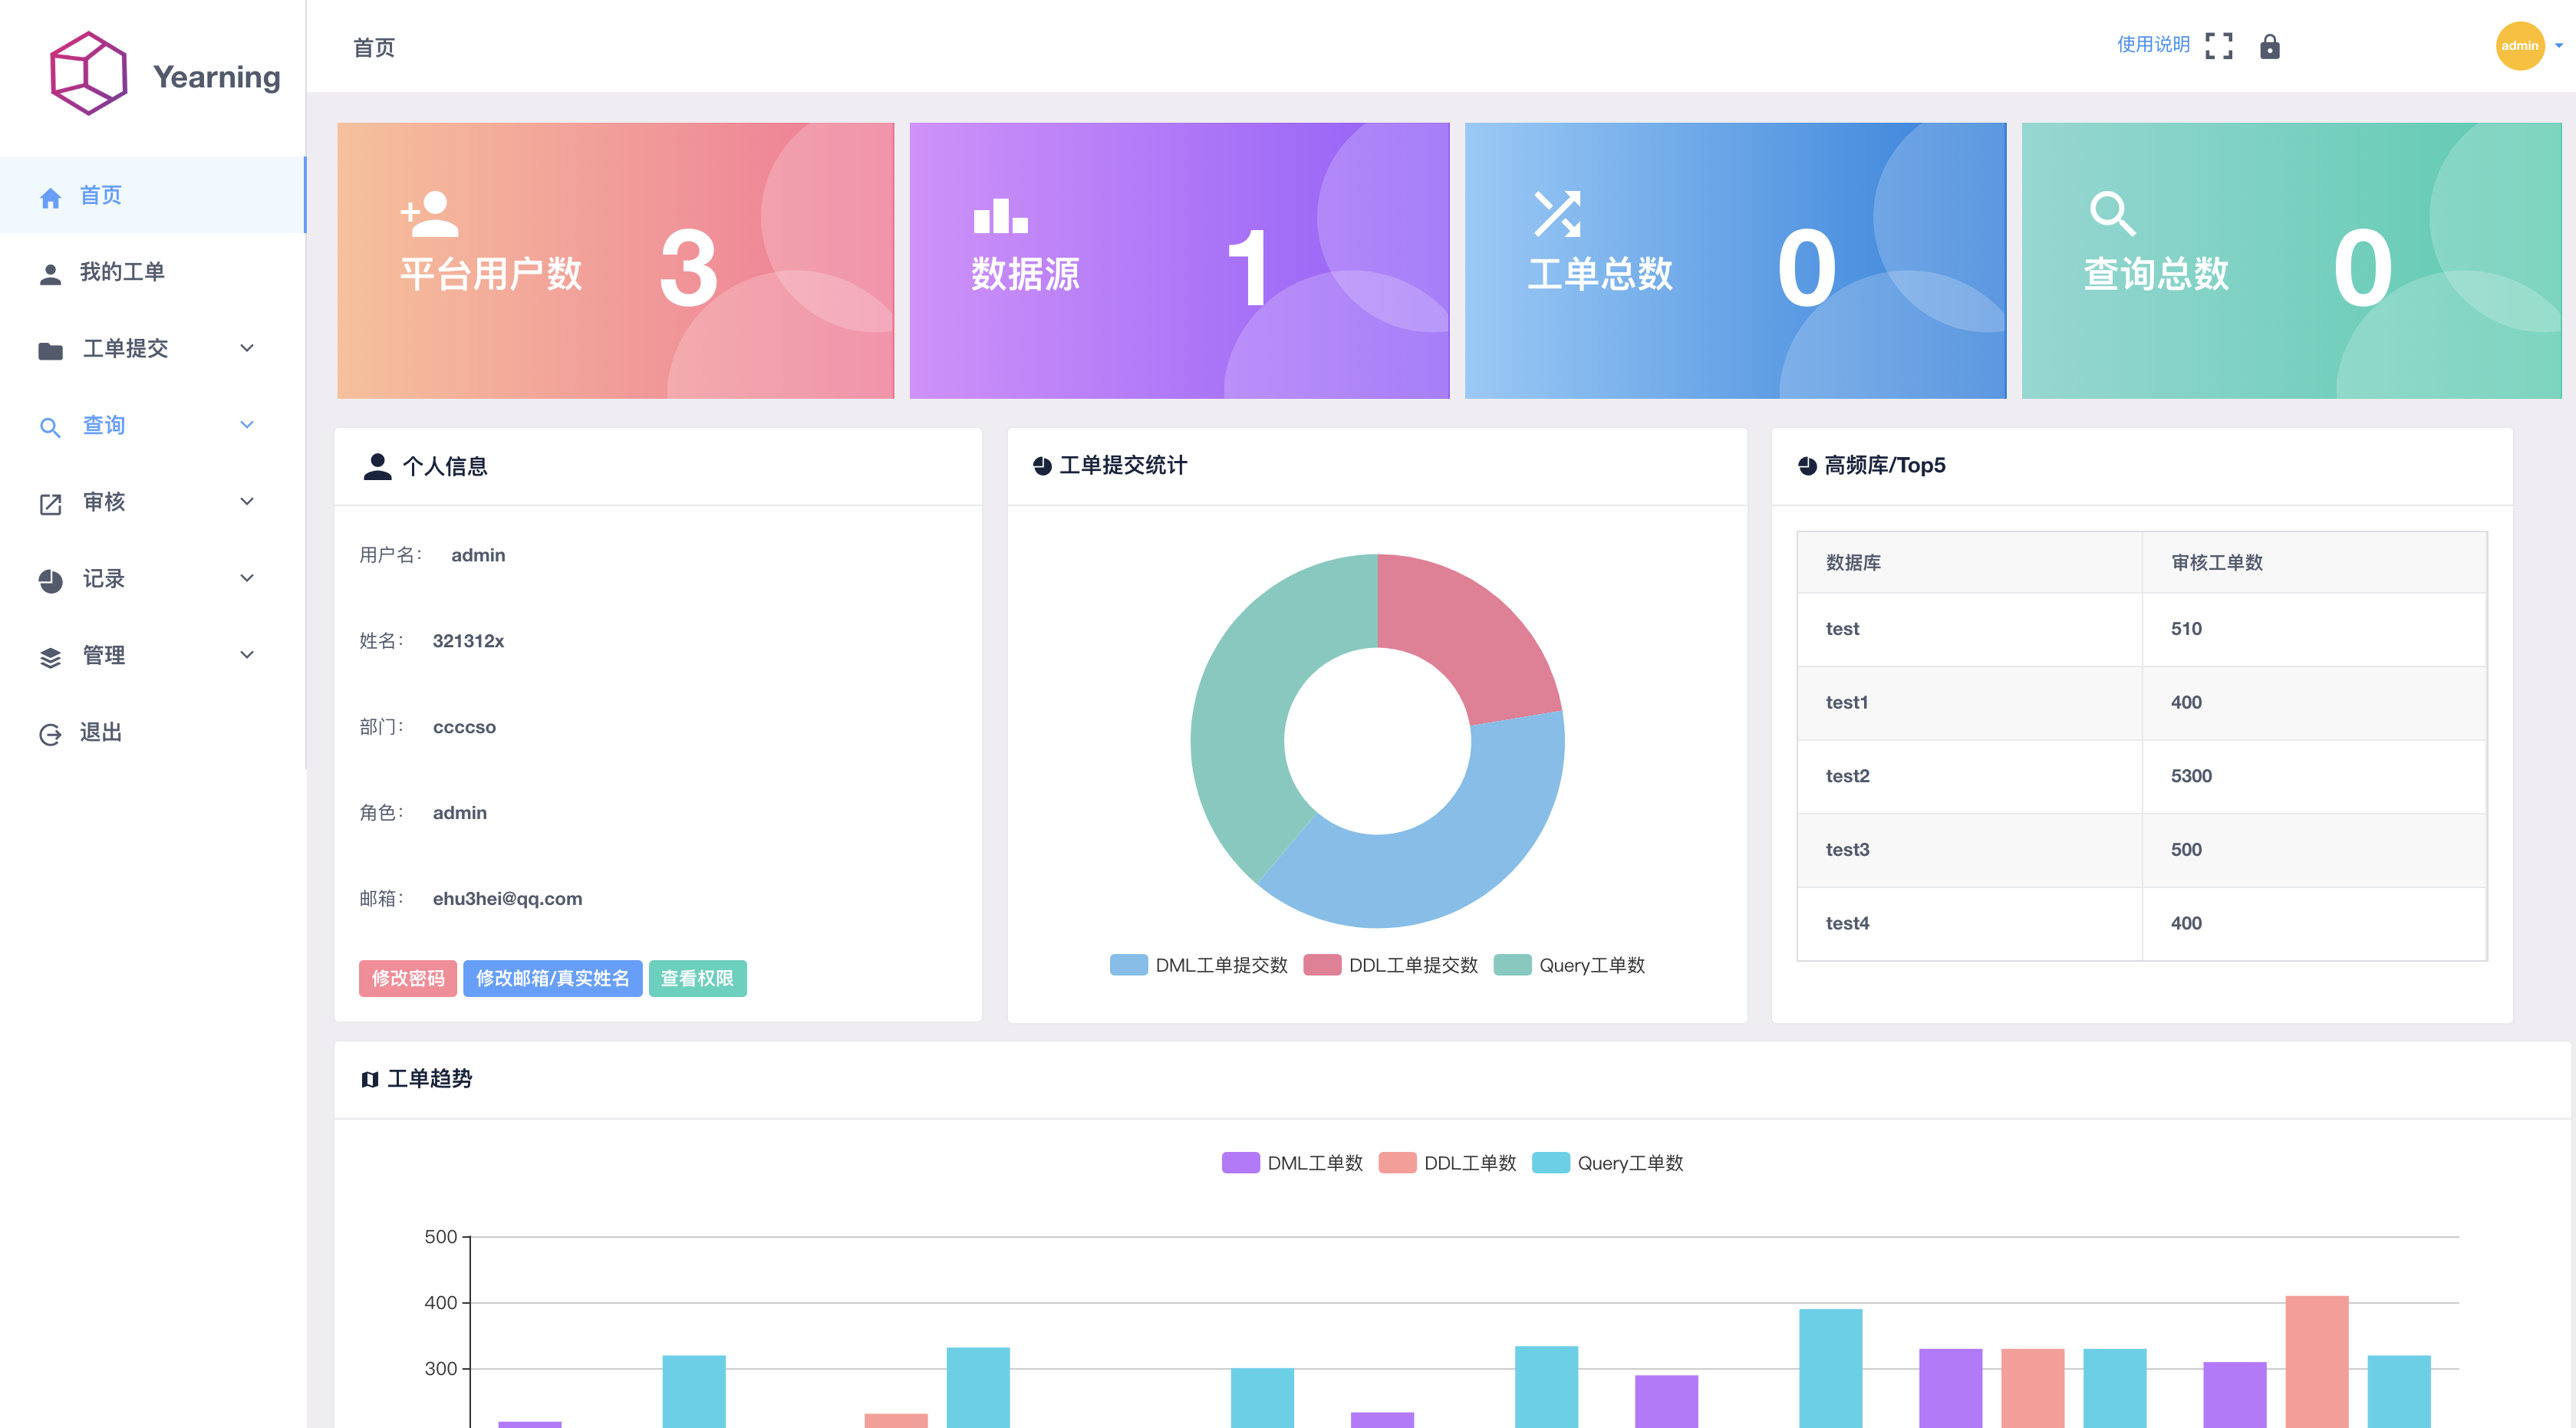 Yearning
首页
我的工单
工单提交
查询
审核
记录
管理
退出
首页
使用说明
admin
平台用户数 3
数据源 1
工单总数 0
查询总数 0
个人信息
用户名: admin
姓名: 321312x
部门: ccccso
角色: admin
邮箱: ehu3hei@qq.com
修改密码 修改邮箱/真实姓名 查看权限
工单提交统计
DML工单提交数 DDL工单提交数 Query工单数
高频库/Top5
数据库 审核工单数
test 510
test1 400
test2 5300
test3 500
test4 400
工单趋势
DML工单数 DDL工单数 Query工单数
500
400
300